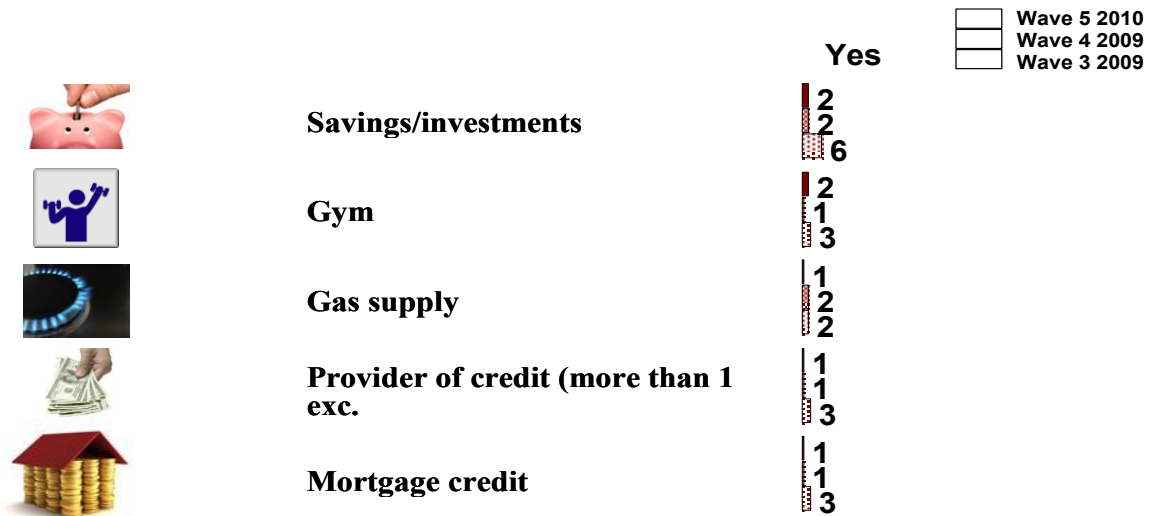 Wave 5 2010
Wave 4 2009
Wave 3 2009
Yes
Savings/investments
2
2
6
Gym
2
1
3
Gas supply
1
2
2
Provider of credit (more than 1
exc.
1
1
3
Mortgage credit
1
1
3